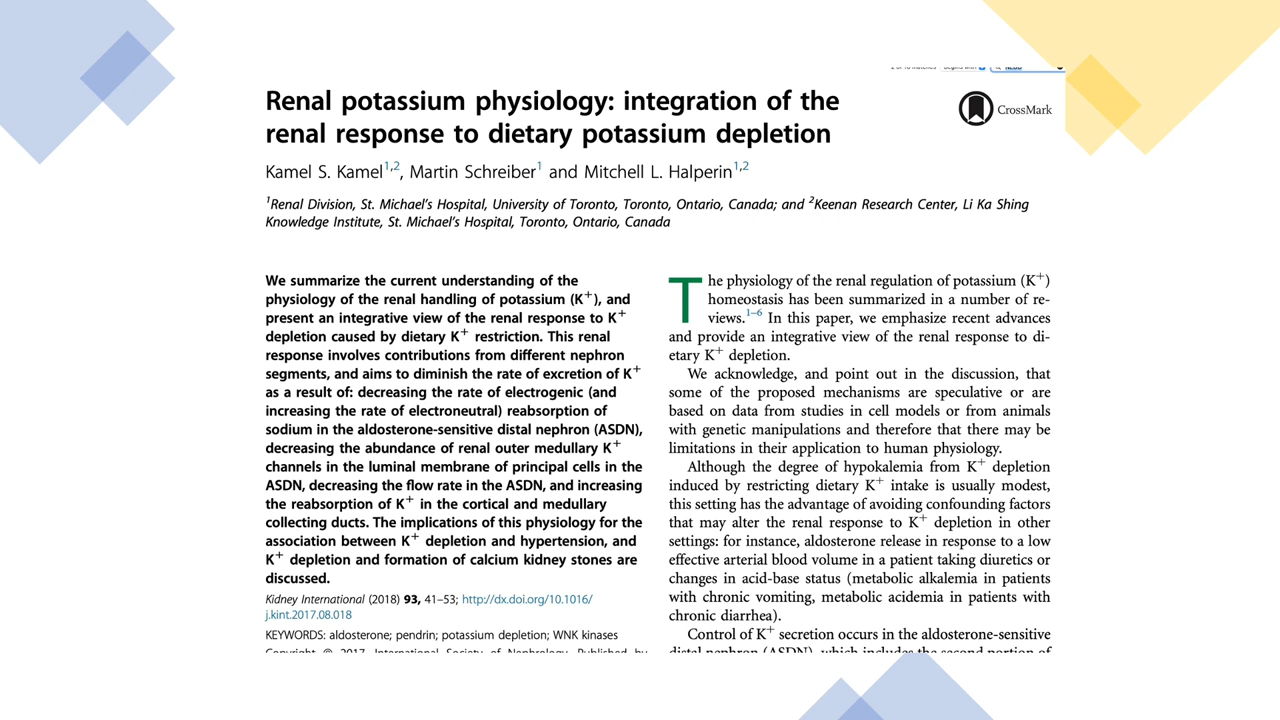 Renal potassium physiology: integration of the
renal response to dietary potassium depletion
CrossMark
Kamel S. Kamel1,2, Martin Schreiber1 and Mitchell L. Halperin1,2
1Renal Division, St. Michael's Hospital, University of Toronto, Toronto, Ontario, Canada; and 2Keenan Research Center, Li Ka Shing
Knowledge Institute, St. Michael's Hospital, Toronto, Ontario, Canada
We summarize the current understanding of the
physiology of the renal handling of potassium (K+), and
present an integrative view of the renal response to K+
depletion caused by dietary K+ restriction. This renal
response involves contributions from different nephron
segments, and aims to diminish the rate of excretion of K+
as a result of: decreasing the rate of electrogenic (and
increasing the rate of electroneutral) reabsorption of
sodium in the aldosterone-sensitive distal nephron (ASDN),
decreasing the abundance of renal outer medullary K+
channels in the luminal membrane of principal cells in the
ASDN, decreasing the flow rate in the ASDN, and increasing
the reabsorption of K+ in the cortical and medullary
collecting ducts. The implications of this physiology for the
association between K+ depletion and hypertension, and
K+ depletion and formation of calcium kidney stones are
discussed.
Kidney International (2018) 93, 41–53; http://dx.doi.org/10.1016/
j.kint.2017.08.018
KEYWORDS: aldosterone; pendrin; potassium depletion; WNK kinases
Copyright © 2017, International Society of Nephrology. Published by
The physiology of the renal regulation of potassium (K+)
homeostasis has been summarized in a number of re-
views.1–6 In this paper, we emphasize recent advances
and provide an integrative view of the renal response to di-
etary K+ depletion.
We acknowledge, and point out in the discussion, that
some of the proposed mechanisms are speculative or are
based on data from studies in cell models or from animals
with genetic manipulations and therefore that there may be
limitations in their application to human physiology.
Although the degree of hypokalemia from K+ depletion
induced by restricting dietary K+ intake is usually modest,
this setting has the advantage of avoiding confounding factors
that may alter the renal response to K+ depletion in other
settings: for instance, aldosterone release in response to a low
effective arterial blood volume in a patient taking diuretics or
changes in acid-base status (metabolic alkalemia in patients
with chronic vomiting, metabolic acidemia in patients with
chronic diarrhea).
Control of K+ secretion occurs in the aldosterone-sensitive
distal nephron (ASDN), which includes the second portion of